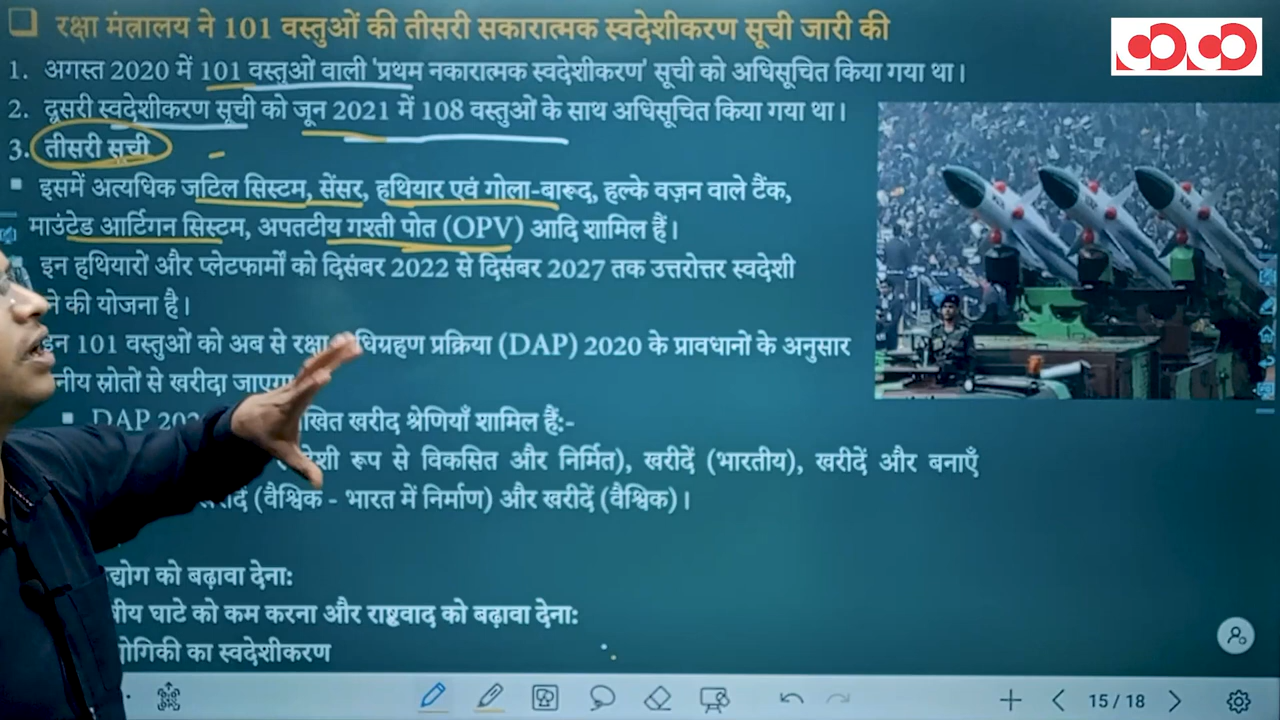 रक्षा मंत्रालय ने 101 वस्तुओं की तीसरी सकारात्मक स्वदेशीकरण सूची जारी की
1. अगस्त 2020 में 101 वस्तुओं वाली 'प्रथम नकारात्मक स्वदेशीकरण' सूची को अधिसूचित किया गया था।
2. दूसरी स्वदेशीकरण सूची को जून 2021 में 108 वस्तुओं के साथ अधिसूचित किया गया था।
3. तीसरी सूची
इसमें अत्यधिक जटिल सिस्टम, सेंसर, हथियार एवं गोला-बारूद, हल्के वज़न वाले टैंक,
माउंटेड आर्टिगन सिस्टम, अपतटीय गश्ती पोत (OPV) आदि शामिल हैं।
इन हथियारों और प्लेटफार्मों को दिसंबर 2022 से दिसंबर 2027 तक उत्तरोत्तर स्वदेशी
की योजना है।
इन 101 वस्तुओं को अब से रक्षा प्रक्रिया (DAP) 2020 के प्रावधानों के अनुसार
स्रोतों से खरीदा
DAP खरीद श्रेणियाँ शामिल हैं:-
रूप से विकसित और निर्मित), खरीदें (भारतीय), खरीदें और बनाएँ
(वैश्विक - भारत में निर्माण) और खरीदें (वैश्विक)।
को बढ़ावा देना:
घाटे को कम करना और राष्ट्रवाद को बढ़ावा देना:
का स्वदेशीकरण
15 / 18